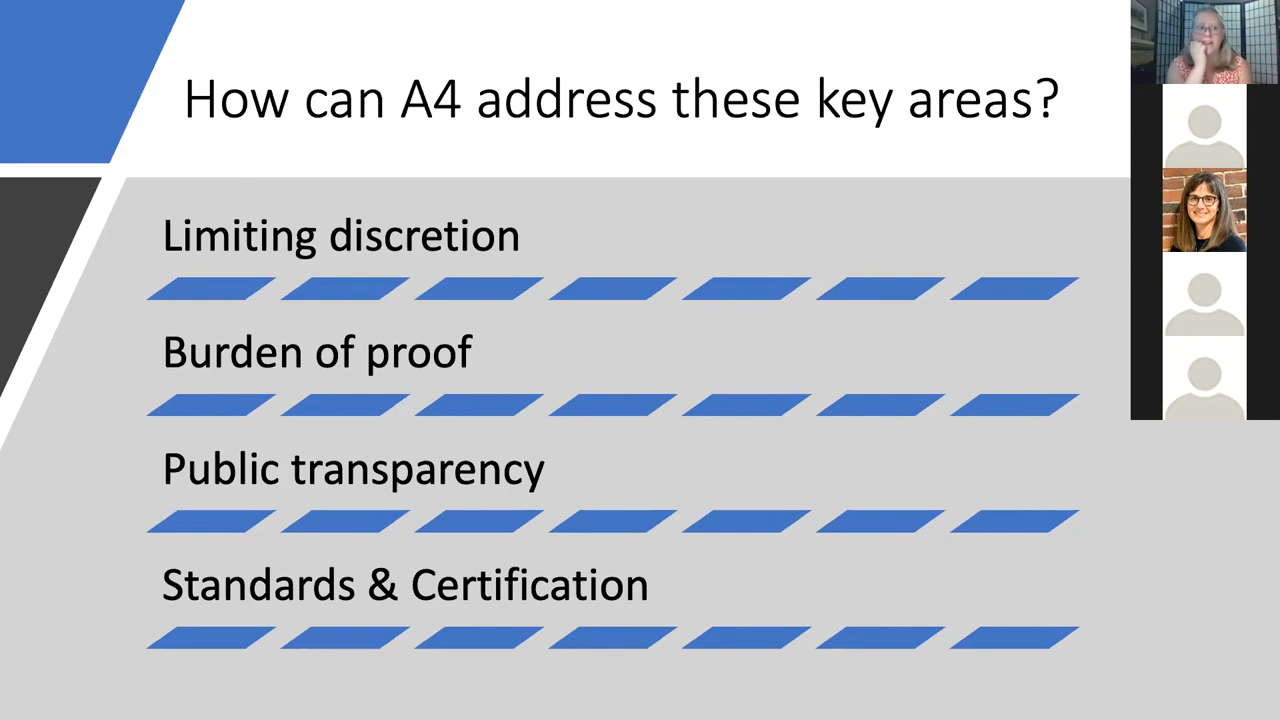 How can A4 address these key areas?
Limiting discretion
Burden of proof
Public transparency
Standards & Certification